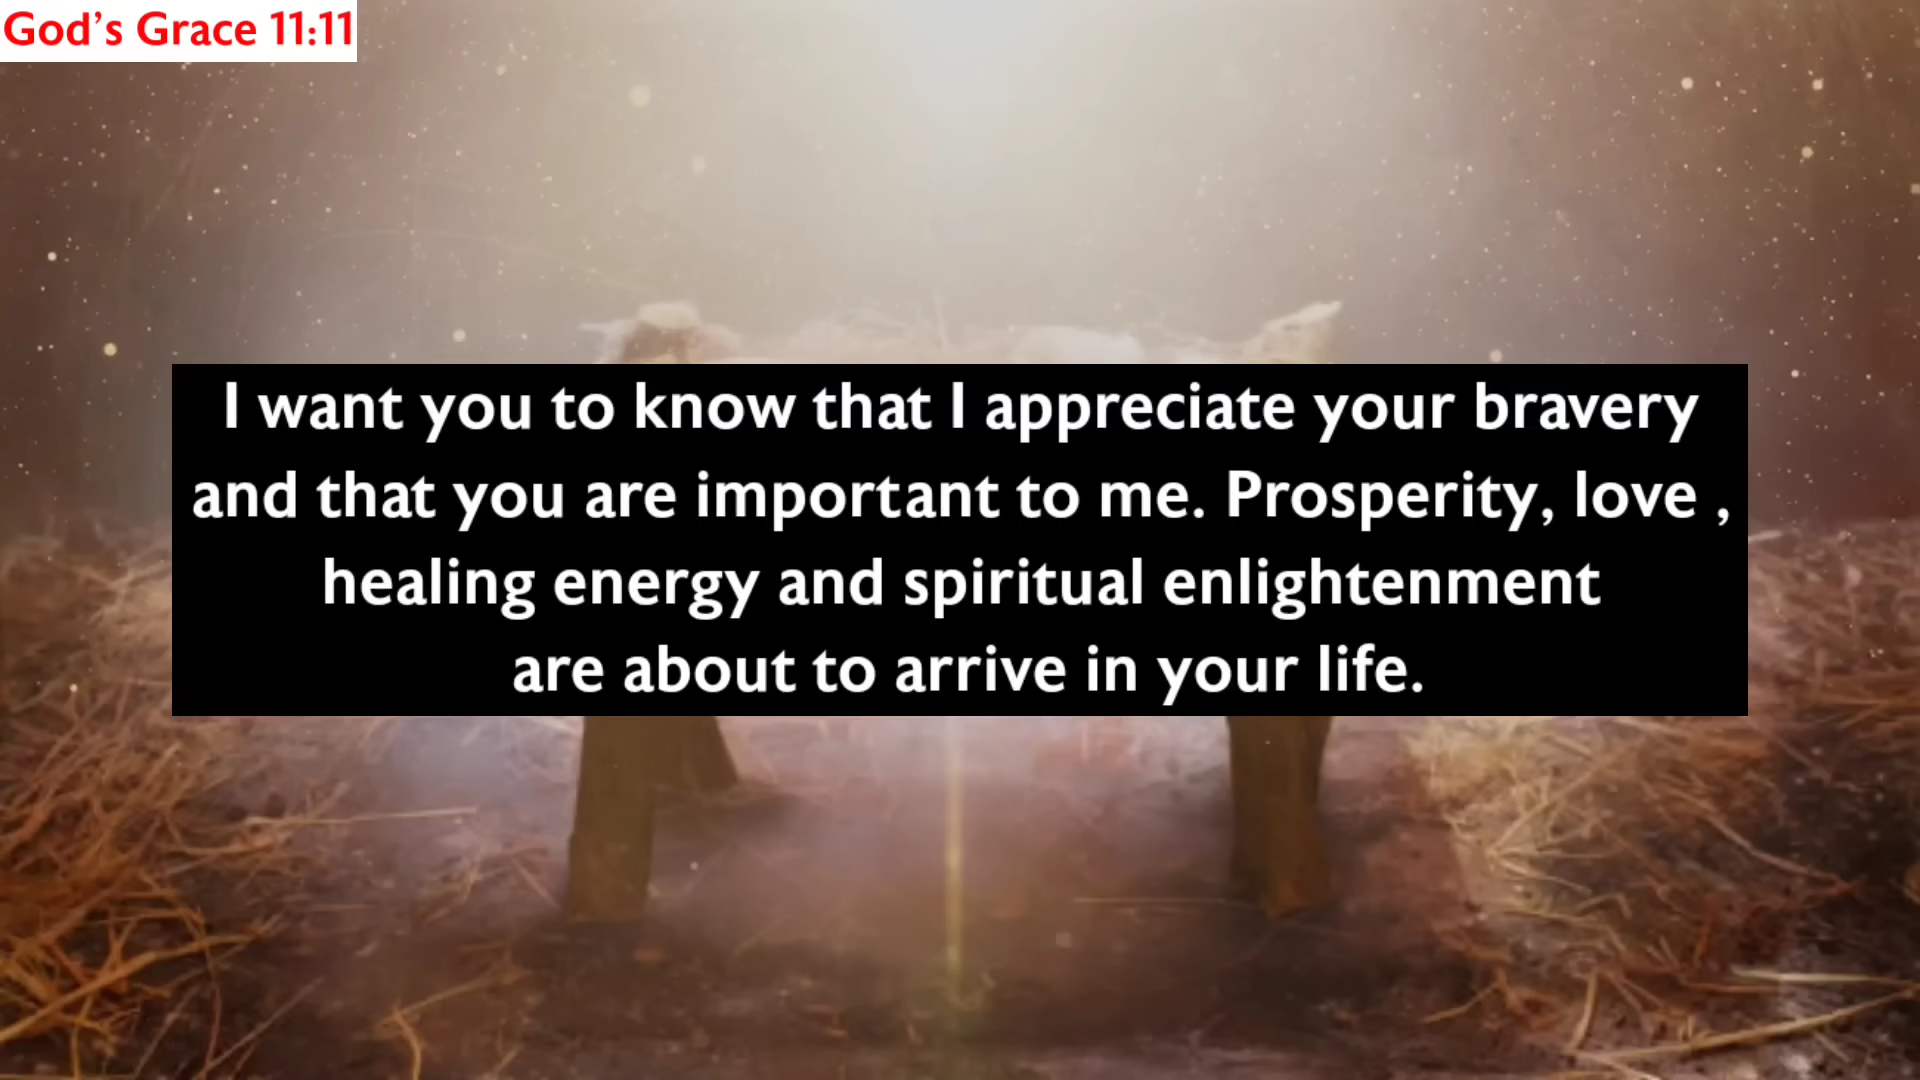 God’s Grace 11:11
I want you to know that I appreciate your bravery
and that you are important to me. Prosperity, love ,
healing energy and spiritual enlightenment
are about to arrive in your life.